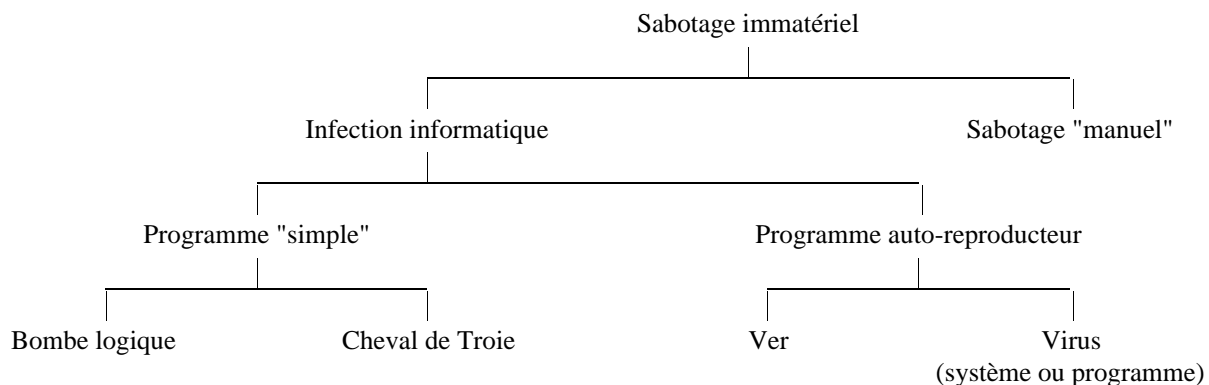 Sabotage immatériel
Infection informatique
Sabotage "manuel"
Programme "simple"
Programme auto-reproducteur
Bombe logique
Cheval de Troie
Ver
Virus
(système ou programme)